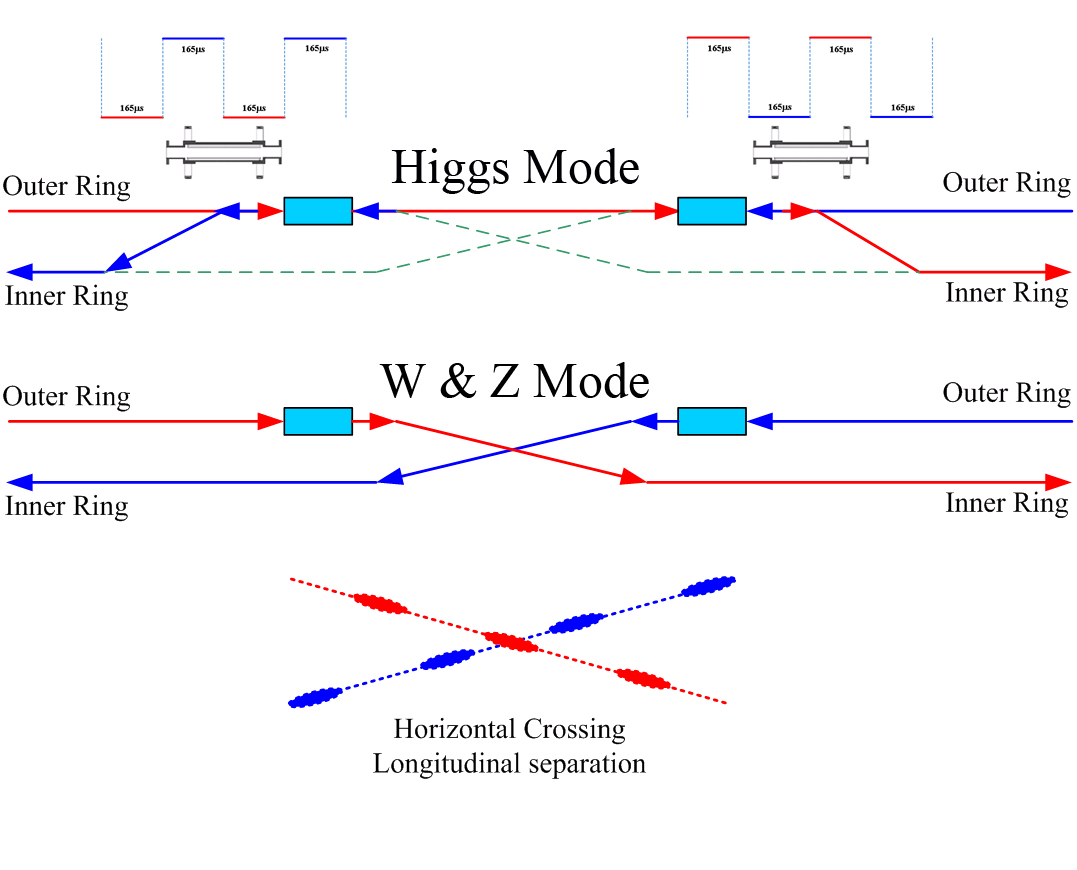 165μs 165μs
165μs 165μs
165μs 165μs
165μs 165μs
Higgs Mode
Outer Ring
Outer Ring
Inner Ring
Inner Ring
W & Z Mode
Outer Ring
Outer Ring
Inner Ring
Inner Ring
Horizontal Crossing
Longitudinal separation